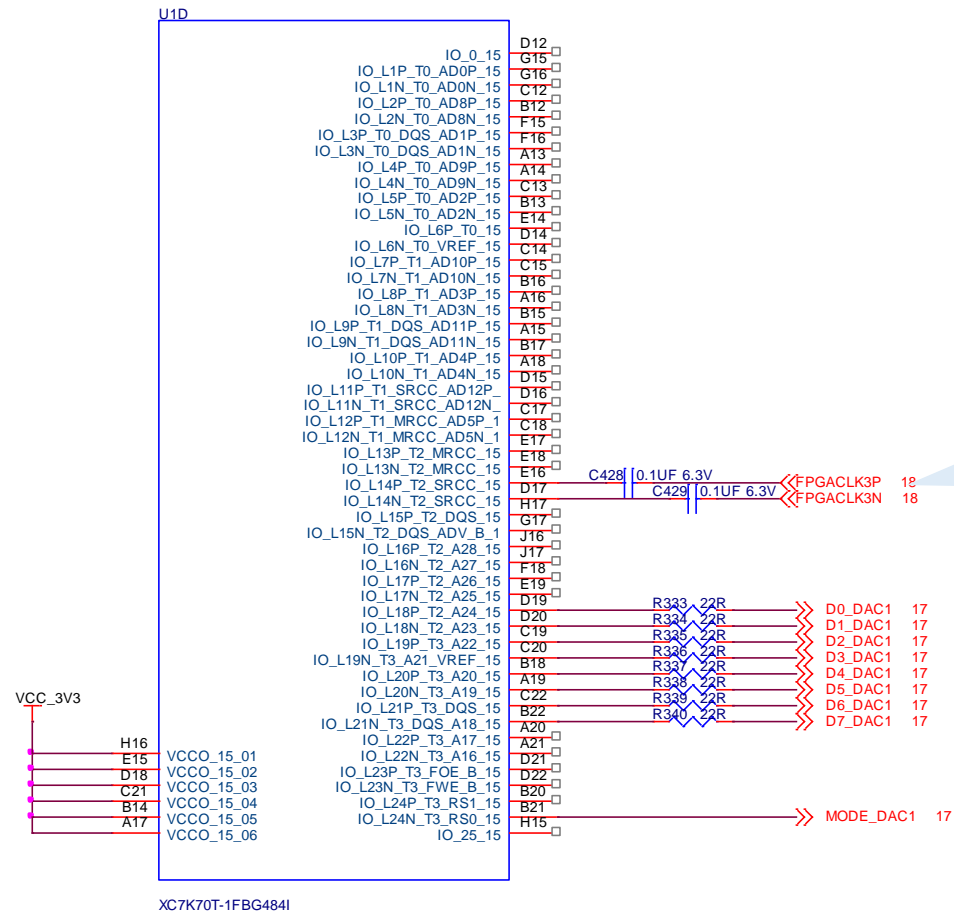 U1D
IO_0_15 D12
IO_L1P_T0_AD0P_15 G15
IO_L1N_T0_AD0N_15 G16
IO_L2P_T0_AD8P_15 C12
IO_L2N_T0_AD8N_15 B12
IO_L3P_T0_DQS_AD1P_15 F15
IO_L3N_T0_DQS_AD1N_15 F16
IO_L4P_T0_AD9P_15 A13
IO_L4N_T0_AD9N_15 A14
IO_L5P_T0_AD2P_15 C13
IO_L5N_T0_AD2N_15 B13
IO_L6P_T0_15 E14
IO_L6N_T0_VREF_15 D14
IO_L7P_T1_AD10P_15 C14
IO_L7N_T1_AD10N_15 C15
IO_L8P_T1_AD3P_15 B16
IO_L8N_T1_AD3N_15 A16
IO_L9P_T1_DQS_AD11P_15 B15
IO_L9N_T1_DQS_AD11N_15 A15
IO_L10P_T1_AD4P_15 B17
IO_L10N_T1_AD4N_15 A18
IO_L11P_T1_SRCC_AD12P_ D15
IO_L11N_T1_SRCC_AD12N_ D16
IO_L12P_T1_MRCC_AD5P_1 C17
IO_L12N_T1_MRCC_AD5N_1 C18
IO_L13P_T2_MRCC_15 E17
IO_L13N_T2_MRCC_15 E18
IO_L14P_T2_SRCC_15 E16 C428 0.1UF 6.3V FPGACLK3P 18
IO_L14N_T2_SRCC_15 D17 C429 0.1UF 6.3V FPGACLK3N 18
IO_L15P_T2_DQS_15 H17
IO_L15N_T2_DQS_ADV_B_1 G17
IO_L16P_T2_A28_15 J16
IO_L16N_T2_A27_15 J17
IO_L17P_T2_A26_15 F18
IO_L17N_T2_A25_15 E19
IO_L18P_T2_A24_15 D19 R333 22R D0_DAC1 17
IO_L18N_T2_A23_15 D20 R334 22R D1_DAC1 17
IO_L19P_T3_A22_15 C19 R335 22R D2_DAC1 17
IO_L19N_T3_A21_VREF_15 C20 R336 22R D3_DAC1 17
IO_L20P_T3_A20_15 B18 R337 22R D4_DAC1 17
IO_L20N_T3_A19_15 A19 R338 22R D5_DAC1 17
IO_L21P_T3_DQS_15 C22 R339 22R D6_DAC1 17
IO_L21N_T3_DQS_A18_15 B22 R340 22R D7_DAC1 17
IO_L22P_T3_A17_15 A20
IO_L22N_T3_A16_15 A21
IO_L23P_T3_FOE_B_15 D21
IO_L23N_T3_FWE_B_15 D22
IO_L24P_T3_RS1_15 B20
IO_L24N_T3_RS0_15 B21 MODE_DAC1 17
IO_25_15 H15
VCC_3V3
H16 VCCO_15_01
E15 VCCO_15_02
D18 VCCO_15_03
C21 VCCO_15_04
B14 VCCO_15_05
A17 VCCO_15_06
XC7K70T-1FBG484I